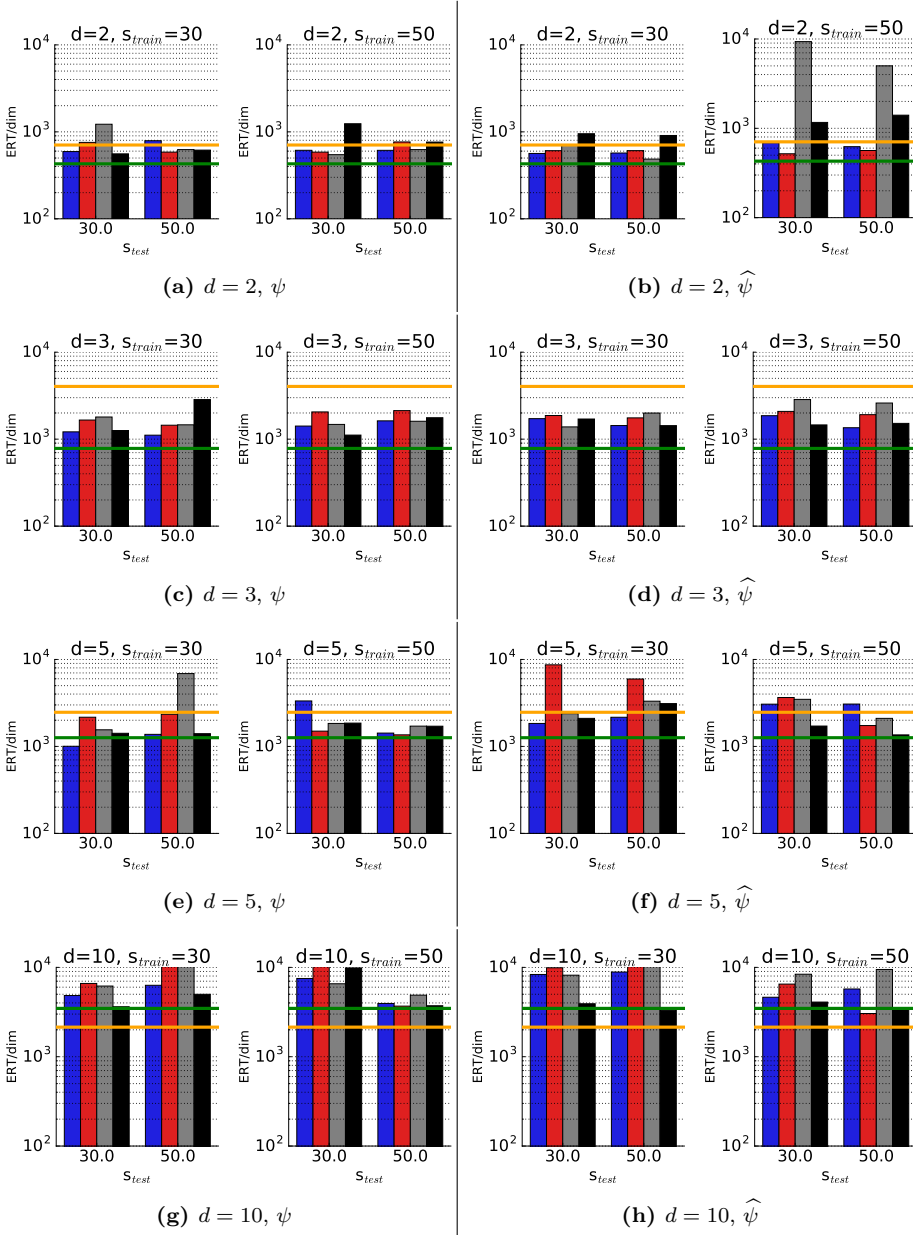 d=2, s_train=30
10^4
10^3
10^2
ERT/dim
30.0 50.0
s_test
d=2, s_train=50
30.0 50.0
s_test
(a) d = 2, ψ
d=2, s_train=30
10^4
10^3
10^2
ERT/dim
30.0 50.0
s_test
d=2, s_train=50
10^4
10^3
10^2
ERT/dim
30.0 50.0
s_test
(b) d = 2, ψ̂
d=3, s_train=30
10^4
10^3
10^2
ERT/dim
30.0 50.0
s_test
d=3, s_train=50
10^4
10^3
10^2
ERT/dim
30.0 50.0
s_test
(c) d = 3, ψ
d=3, s_train=30
10^4
10^3
10^2
ERT/dim
30.0 50.0
s_test
d=3, s_train=50
10^4
10^3
10^2
ERT/dim
30.0 50.0
s_test
(d) d = 3, ψ̂
d=5, s_train=30
10^4
10^3
10^2
ERT/dim
30.0 50.0
s_test
d=5, s_train=50
10^4
10^3
10^2
ERT/dim
30.0 50.0
s_test
(e) d = 5, ψ
d=5, s_train=30
10^4
10^3
10^2
ERT/dim
30.0 50.0
s_test
d=5, s_train=50
10^4
10^3
10^2
ERT/dim
30.0 50.0
s_test
(f) d = 5, ψ̂
d=10, s_train=30
10^4
10^3
10^2
ERT/dim
30.0 50.0
s_test
d=10, s_train=50
10^4
10^3
10^2
ERT/dim
30.0 50.0
s_test
(g) d = 10, ψ
d=10, s_train=30
10^4
10^3
10^2
ERT/dim
30.0 50.0
s_test
d=10, s_train=50
10^4
10^3
10^2
ERT/dim
30.0 50.0
s_test
(h) d = 10, ψ̂